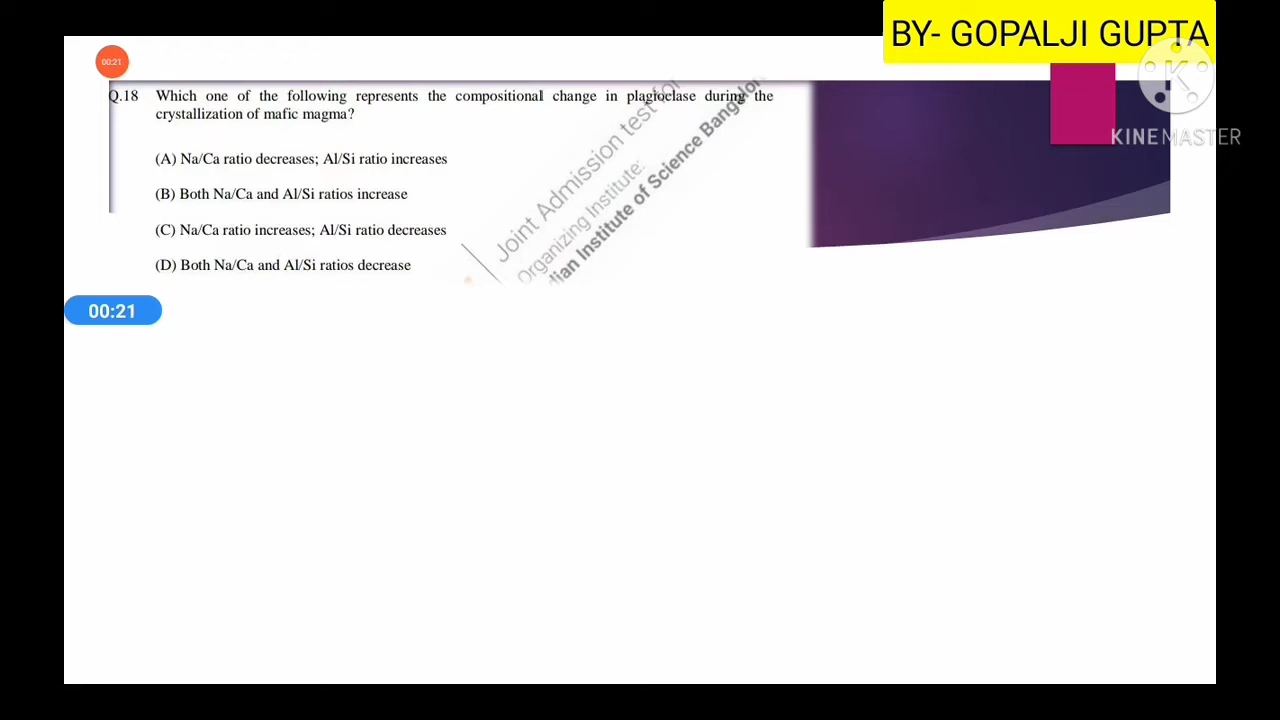 BY- GOPALJI GUPTA
00:21
KINEMASTER
Q.18 Which one of the following represents the compositional change in plagioclase during the
crystallization of mafic magma?
(A) Na/Ca ratio decreases; Al/Si ratio increases
(B) Both Na/Ca and Al/Si ratios increase
(C) Na/Ca ratio increases; Al/Si ratio decreases
(D) Both Na/Ca and Al/Si ratios decrease
Joint Admission test for
Organizing Institute:
Institute of Science
00:21